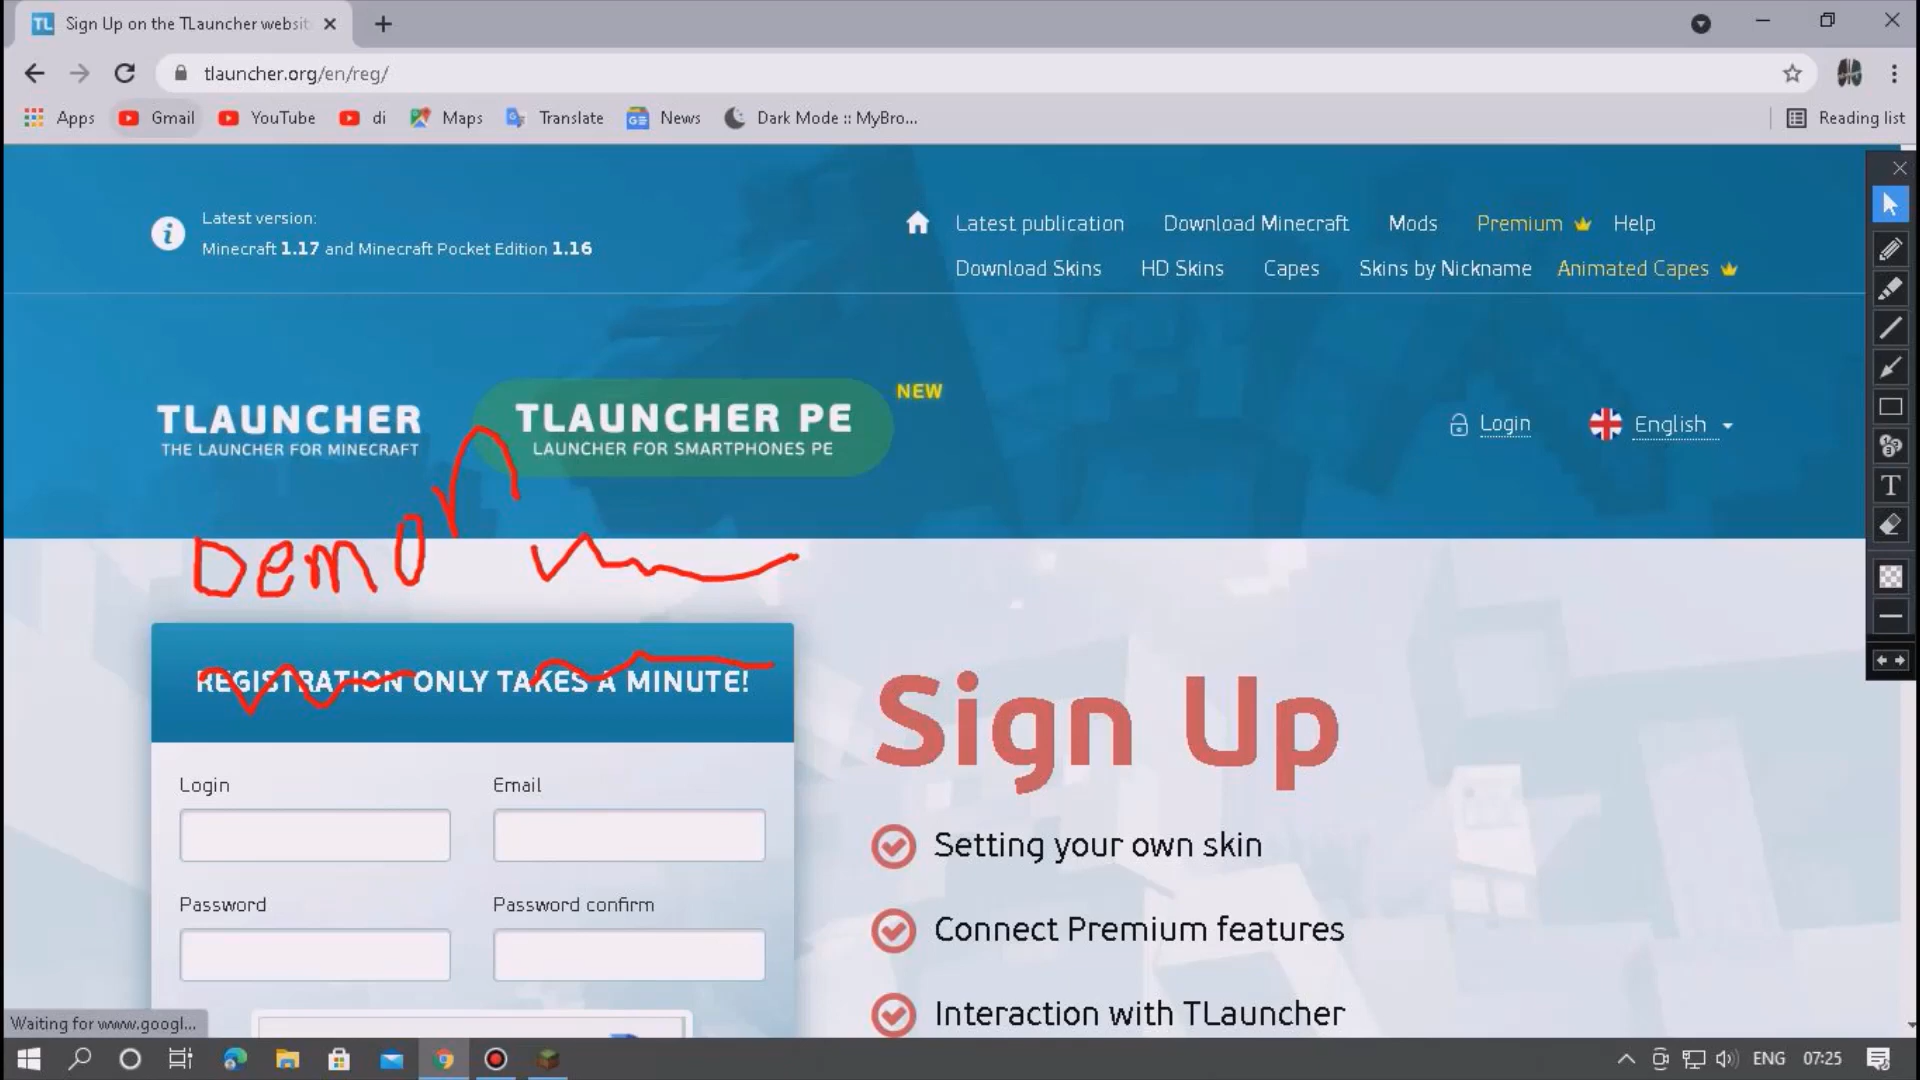 Sign Up on the TLauncher websit
tlauncher.org/en/reg/
Apps Gmail YouTube di Maps Translate News Dark Mode :: MyBro... Reading list
Latest version:
Minecraft 1.17 and Minecraft Pocket Edition 1.16
Latest publication Download Minecraft Mods Premium Help
Download Skins HD Skins Capes Skins by Nickname Animated Capes
TLAUNCHER
THE LAUNCHER FOR MINECRAFT
TLAUNCHER PE
LAUNCHER FOR SMARTPHONES PE
NEW
Login English
REGISTRATION ONLY TAKES A MINUTE!
Login Email
Password Password confirm
Sign Up
Setting your own skin
Connect Premium features
Interaction with TLauncher
Waiting for www.googl...
ENG 07:25